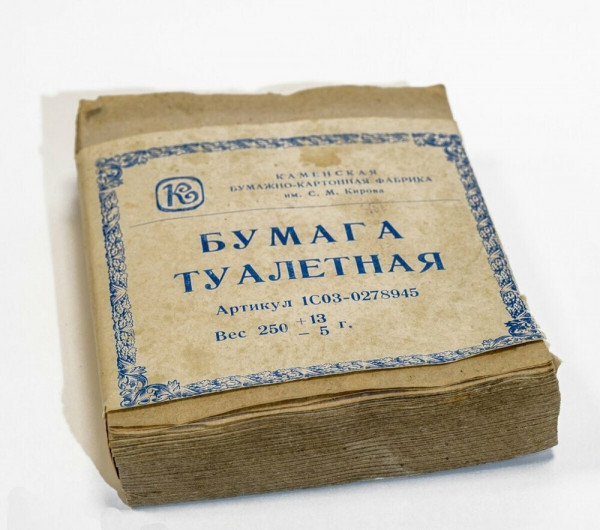 К
КАМЕНСКАЯ
БУМАЖНО-КАРТОННАЯ ФАБРИКА
им. С. М. Кирова
БУМАГА
ТУАЛЕТНАЯ
Артикул 1С03-0278945
Вес 250 +13 − 5 г.